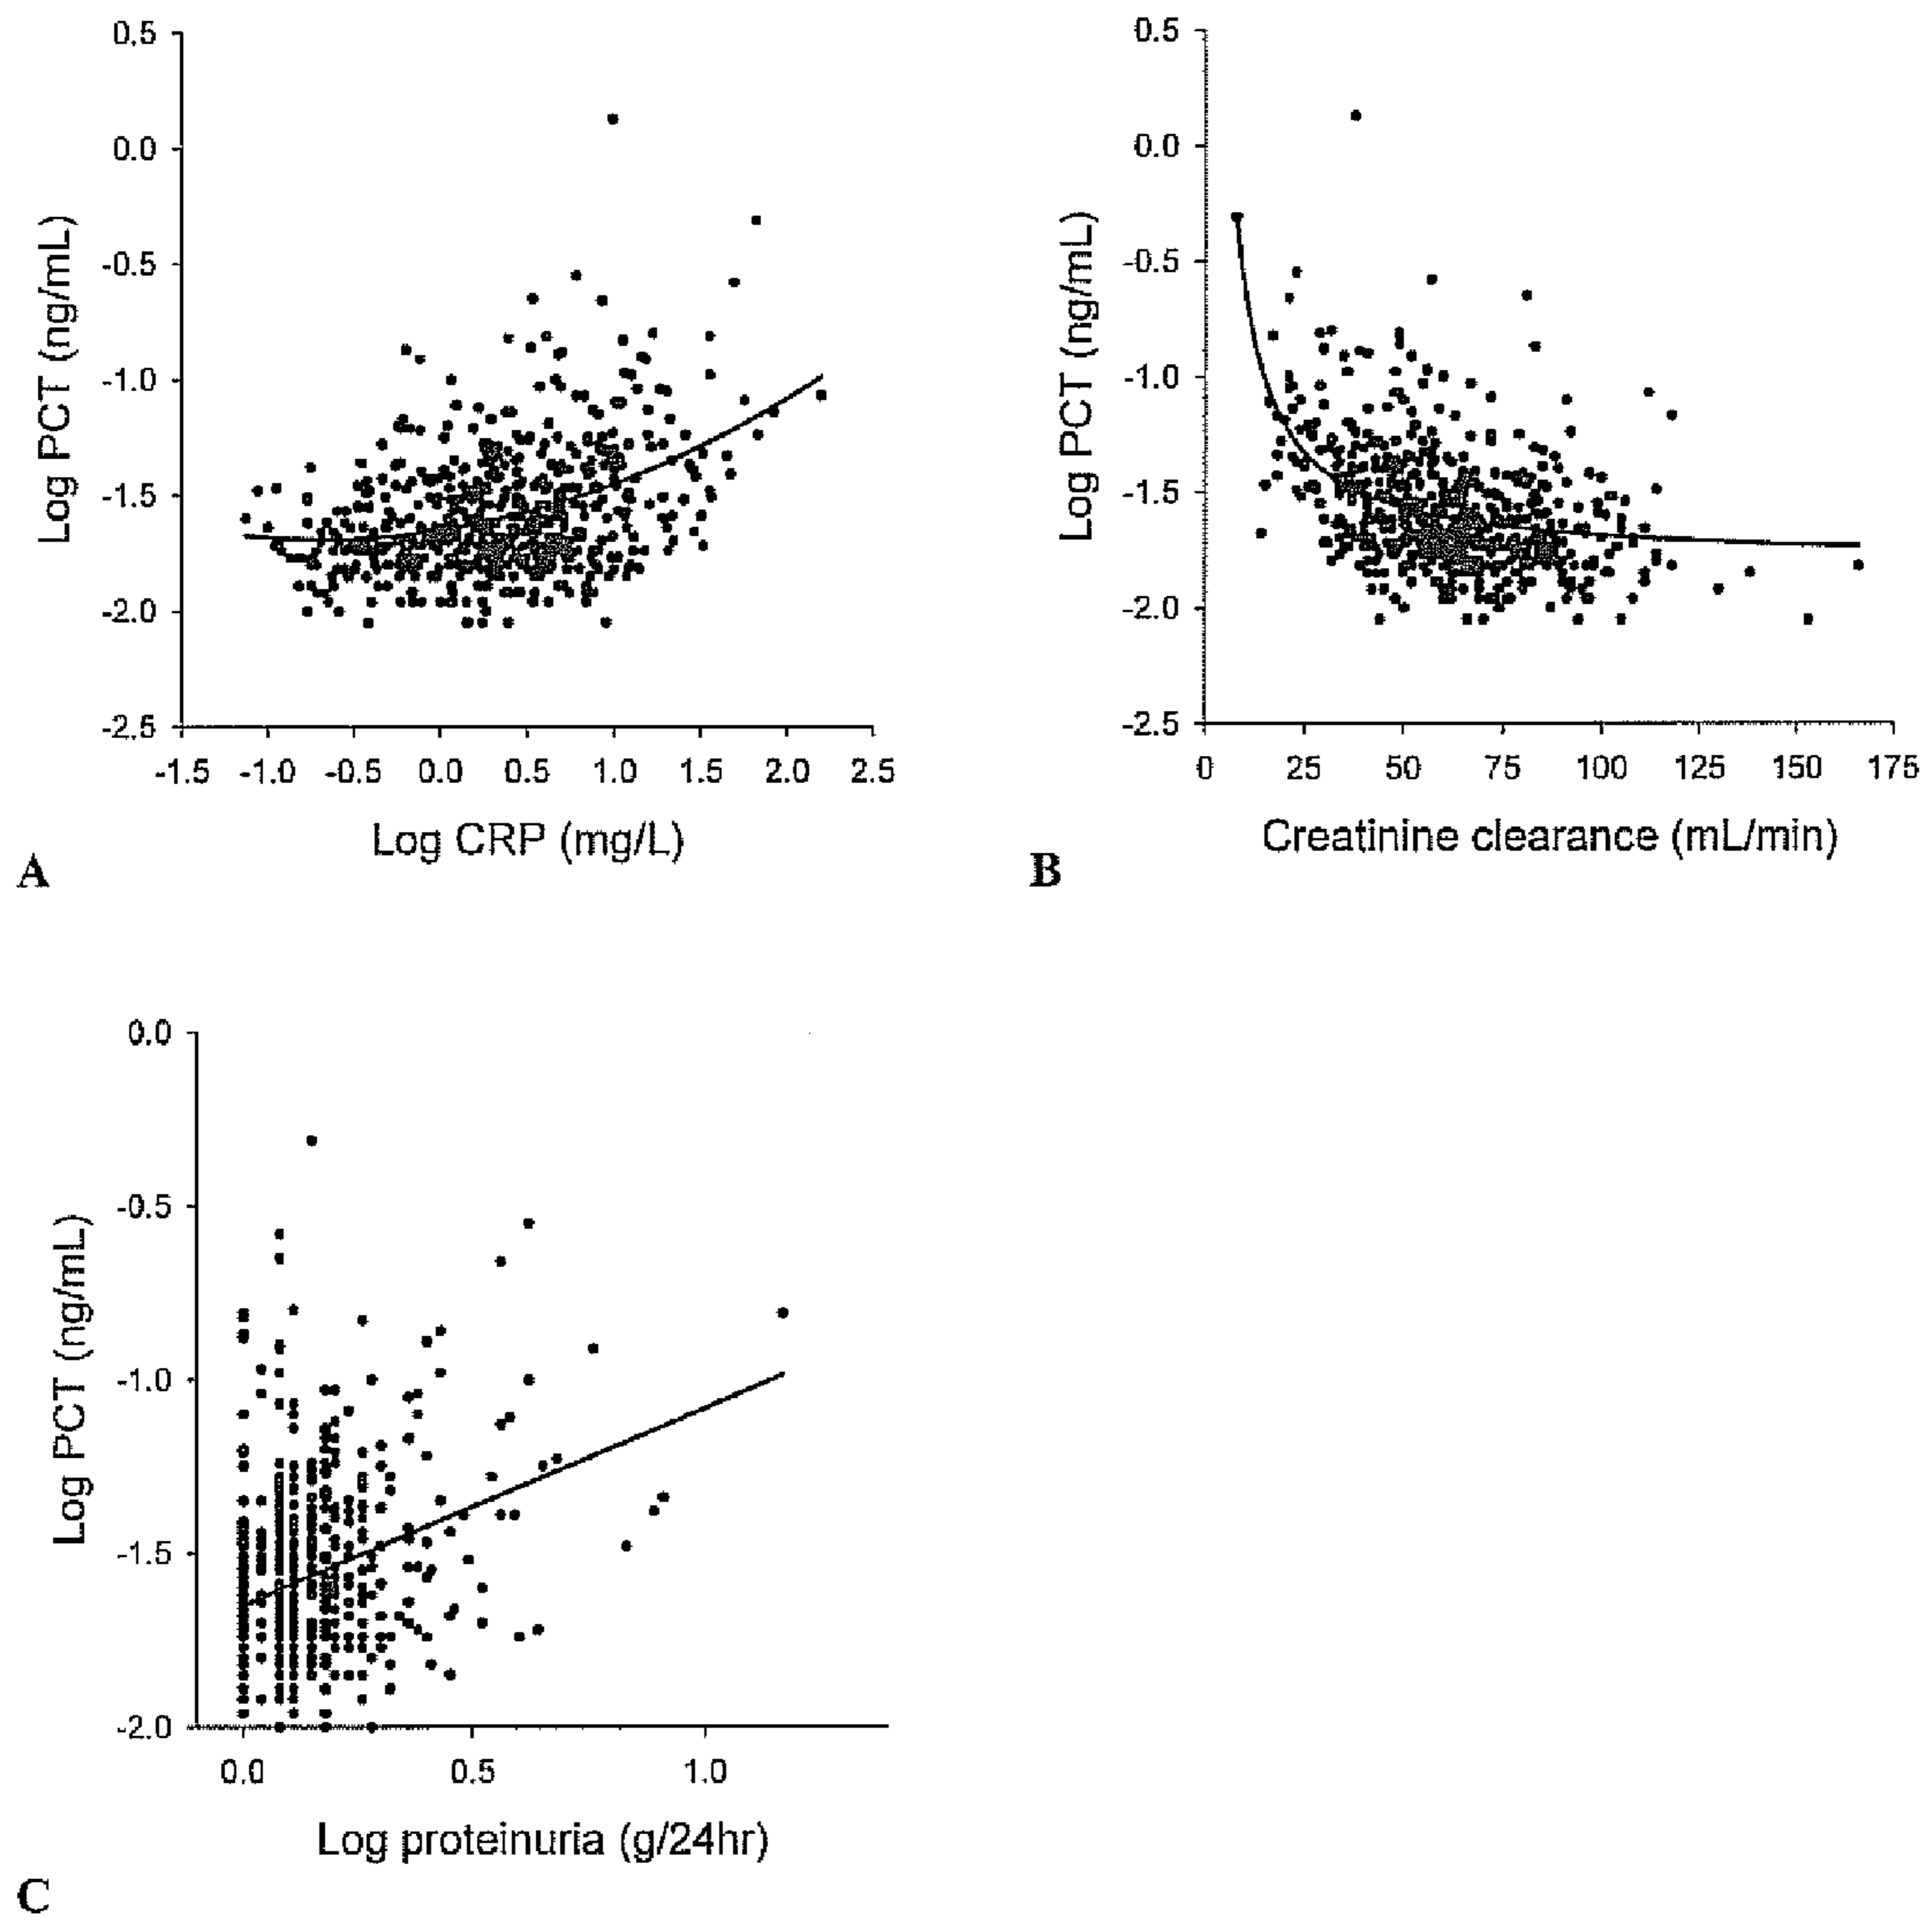 0.5
0.0
-0.5
-1.0
-1.5
-2.0
-2.5
Log PCT (ng/mL)
-1.5 -1.0 -0.5 0.0 0.5 1.0 1.5 2.0 2.5
Log CRP (mg/L)
A
0.5
0.0
-0.5
-1.0
-1.5
-2.0
-2.5
Log PCT (ng/mL)
0 25 50 75 100 125 150 175
Creatinine clearance (mL/min)
B
0.0
-0.5
-1.0
-1.5
-2.0
Log PCT (ng/mL)
0.0 0.5 1.0
Log proteinuria (g/24hr)
C